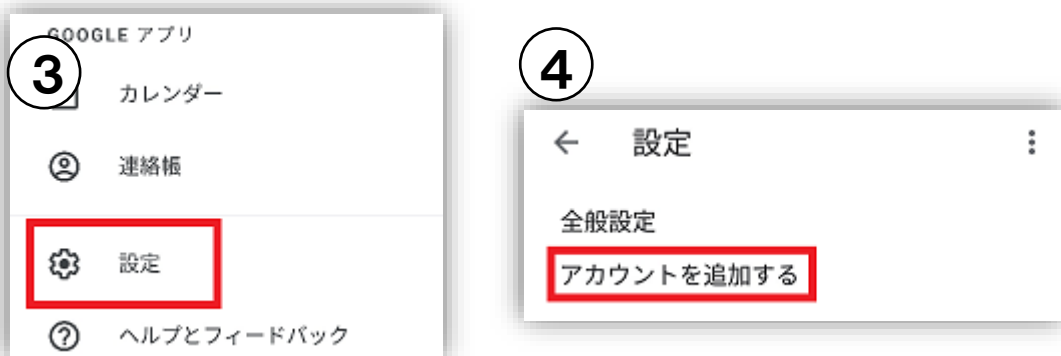 ③
GOOGLE アプリ
カレンダー
連絡帳
設定
ヘルプとフィードバック
④
設定
全般設定
アカウントを追加する